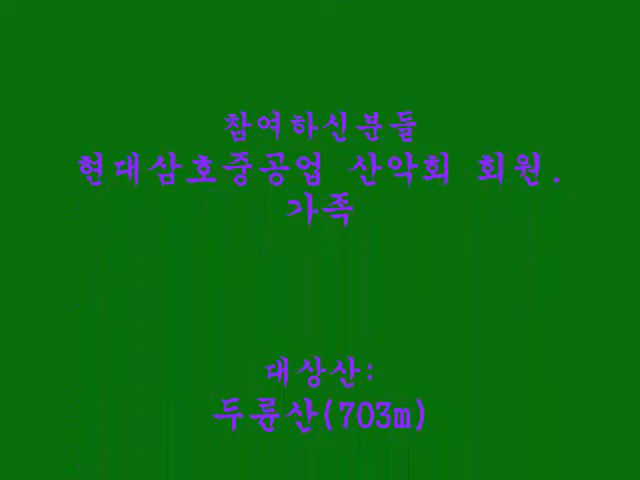 참여하신분들
현대삼호중공업 산악회 회원.
가족
대상산:
두륜산(703m)